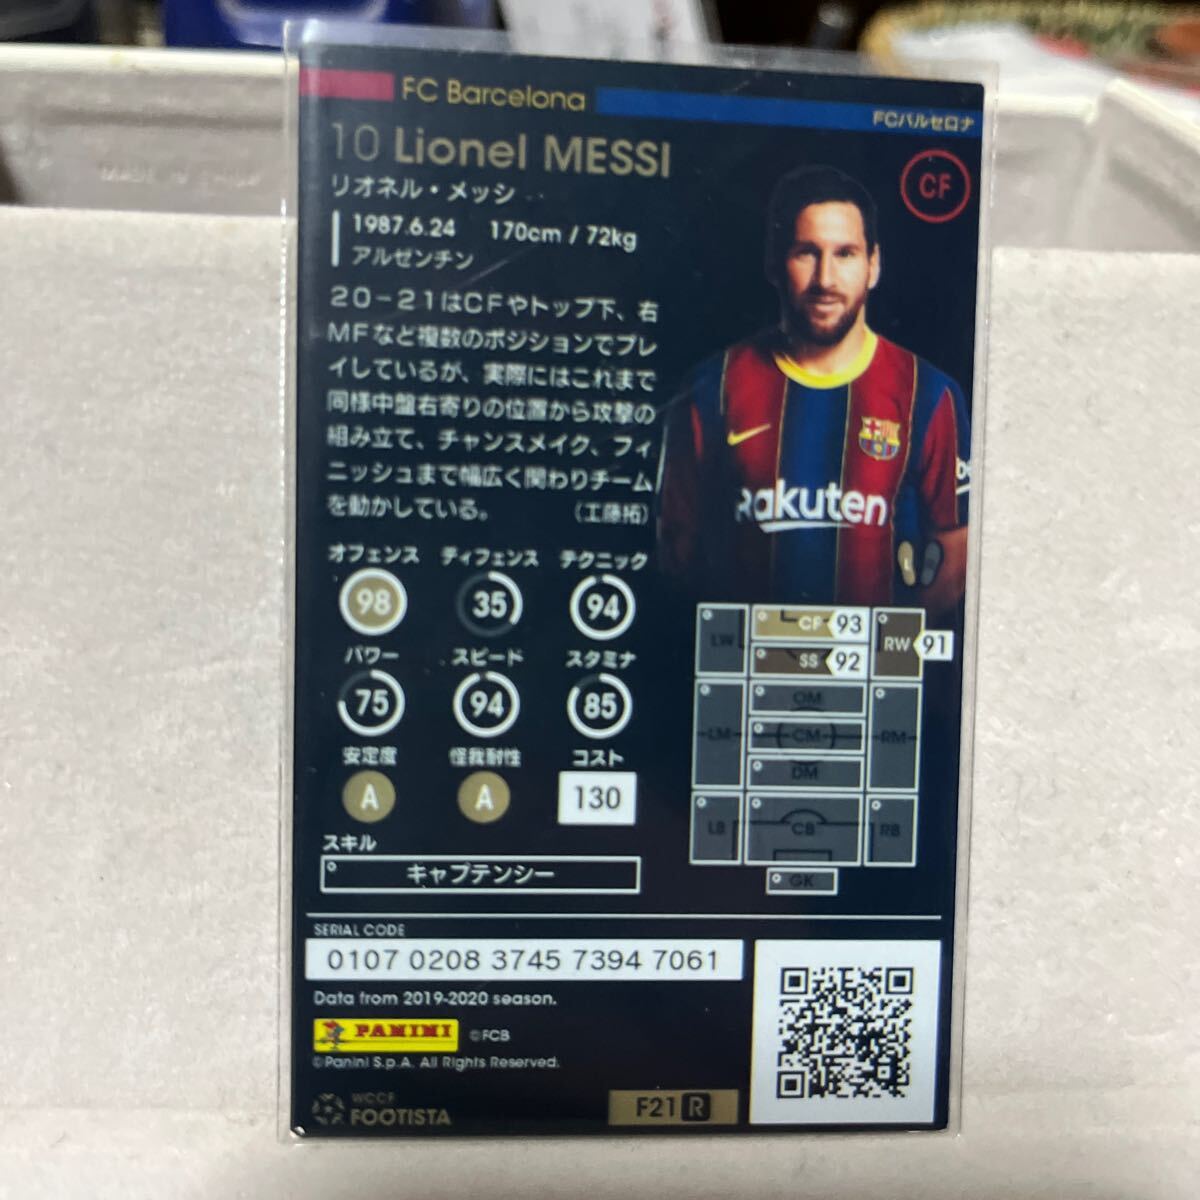 FC Barcelona
FCバルセロナ
10 Lionel MESSI
CF
リオネル・メッシ
1987.6.24 170cm / 72kg
アルゼンチン
20-21はCFやトップ下、右
MFなど複数のポジションでプレ
イしているが、実際にはこれまで
同様中盤右寄りの位置から攻撃の
組み立て、チャンスメイク、フィ
ニッシュまで幅広く関わりチーム
を動かしている。 (工藤拓)
Rakuten
L
オフェンス ディフェンス テクニック
98 35 94
パワー スピード スタミナ
75 94 85
安定度 怪我耐性 コスト
A A 130
LW CF 93 RW 91
SS 92
OM
LM CM RM
DM
LB CB RB
GK
スキル
キャプテンシー
SERIAL CODE
0107 0208 3745 7394 7061
Data from 2019-2020 season.
PANINI ©FCB
©Panini S.p.A. All Rights Reserved.
WCCF
FOOTISTA
F21 R